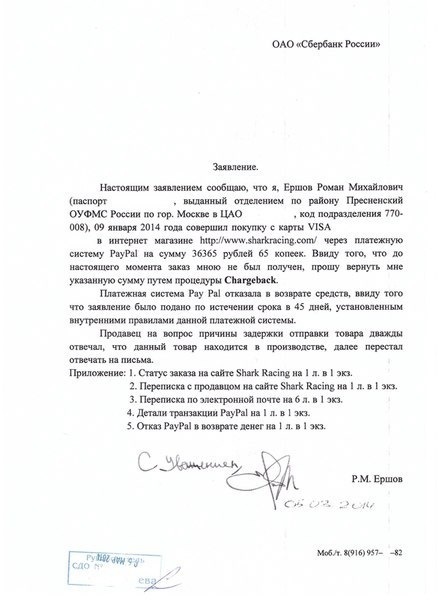 ОАО «Сбербанк России»
Заявление.
Настоящим заявлением сообщаю, что я, Ершов Роман Михайлович
(паспорт , выданный отделением по району Пресненский
ОУФМС России по гор. Москве в ЦАО , код подразделения 770-
008), 09 января 2014 года совершил покупку с карты VISA
в интернет магазине http://www.sharkracing.com/ через платежную
систему PayPal на сумму 36365 рублей 65 копеек. Ввиду того, что до
настоящего момента заказ мною не был получен, прошу вернуть мне
указанную сумму путем процедуры Chargeback.
Платежная система Pay Pal отказала в возврате средств, ввиду того
что заявление было подано по истечении срока в 45 дней, установленным
внутренними правилами данной платежной системы.
Продавец на вопрос причины задержки отправки товара дважды
отвечал, что данный товар находится в производстве, далее перестал
отвечать на письма.
Приложение: 1. Статус заказа на сайте Shark Racing на 1 л. в 1 экз.
2. Переписка с продавцом на сайте Shark Racing на 1 л. в 1 экз.
3. Переписка по электронной почте на 6 л. в 1 экз.
4. Детали транзакции PayPal на 1 л. в 1 экз.
5. Отказ PayPal в возврате денег на 1 л. в 1 экз.
С Уважением
Р.М. Ершов
05 03 2014
СДО №
Моб./т. 8(916) 957- -82